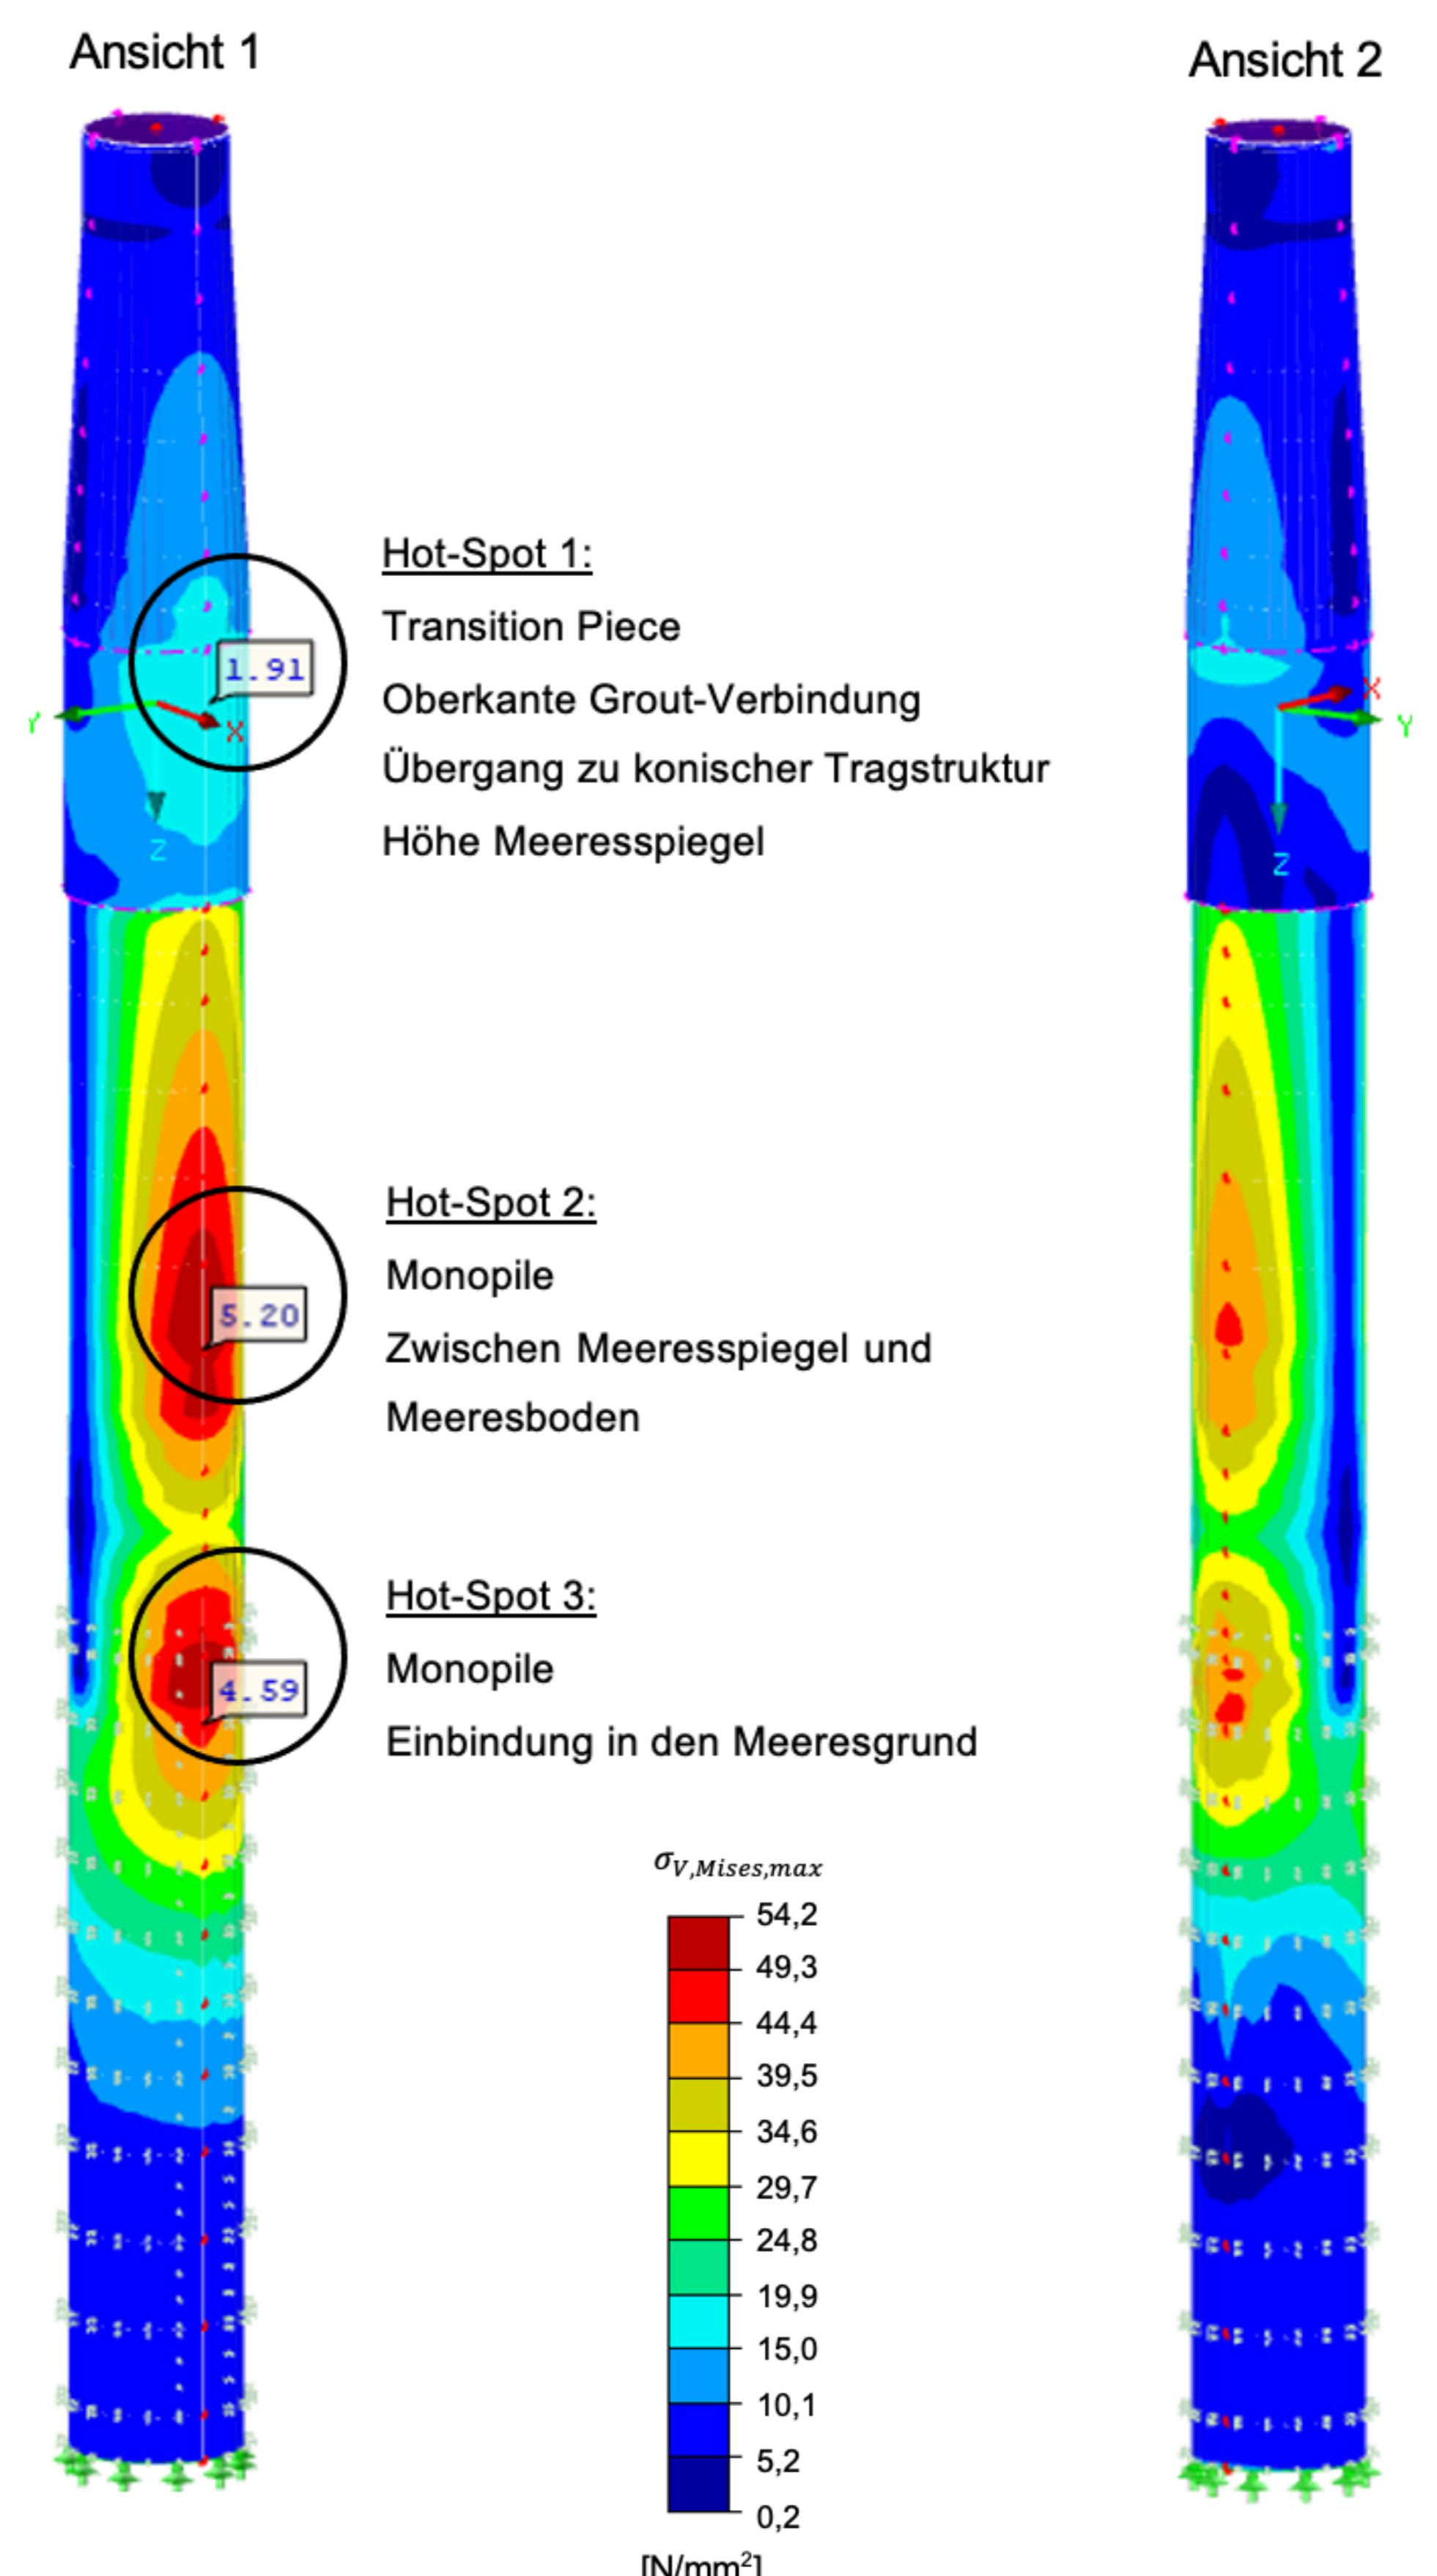 Ansicht 1
Ansicht 2
Hot-Spot 1:
Transition Piece
Oberkante Grout-Verbindung
Übergang zu konischer Tragstruktur
Höhe Meeresspiegel
1.91
Y
X
Z
X
Y
Z
Hot-Spot 2:
Monopile
Zwischen Meeresspiegel und
Meeresboden
5.20
Hot-Spot 3:
Monopile
Einbindung in den Meeresgrund
4.59
σV,Mises,max
54,2
49,3
44,4
39,5
34,6
29,7
24,8
19,9
15,0
10,1
5,2
0,2
[N/mm²]